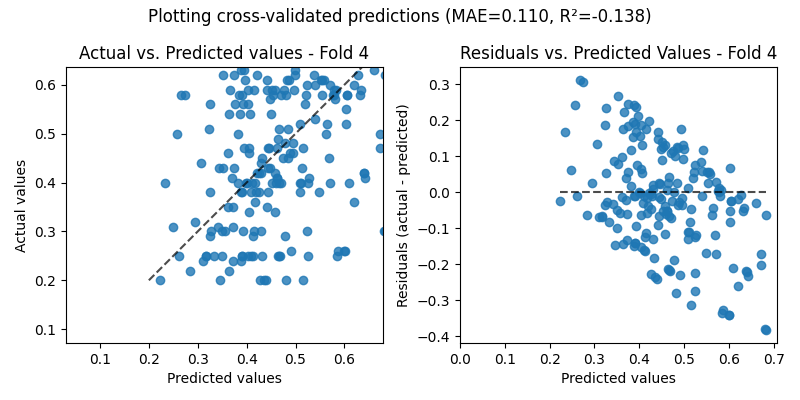 Plotting cross-validated predictions (MAE=0.110, R²=-0.138)
Actual vs. Predicted values - Fold 4
Actual values
0.6
0.5
0.4
0.3
0.2
0.1
0.1 0.2 0.3 0.4 0.5 0.6
Predicted values
Residuals vs. Predicted Values - Fold 4
Residuals (actual - predicted)
0.3
0.2
0.1
0.0
−0.1
−0.2
−0.3
−0.4
0.0 0.1 0.2 0.3 0.4 0.5 0.6 0.7
Predicted values